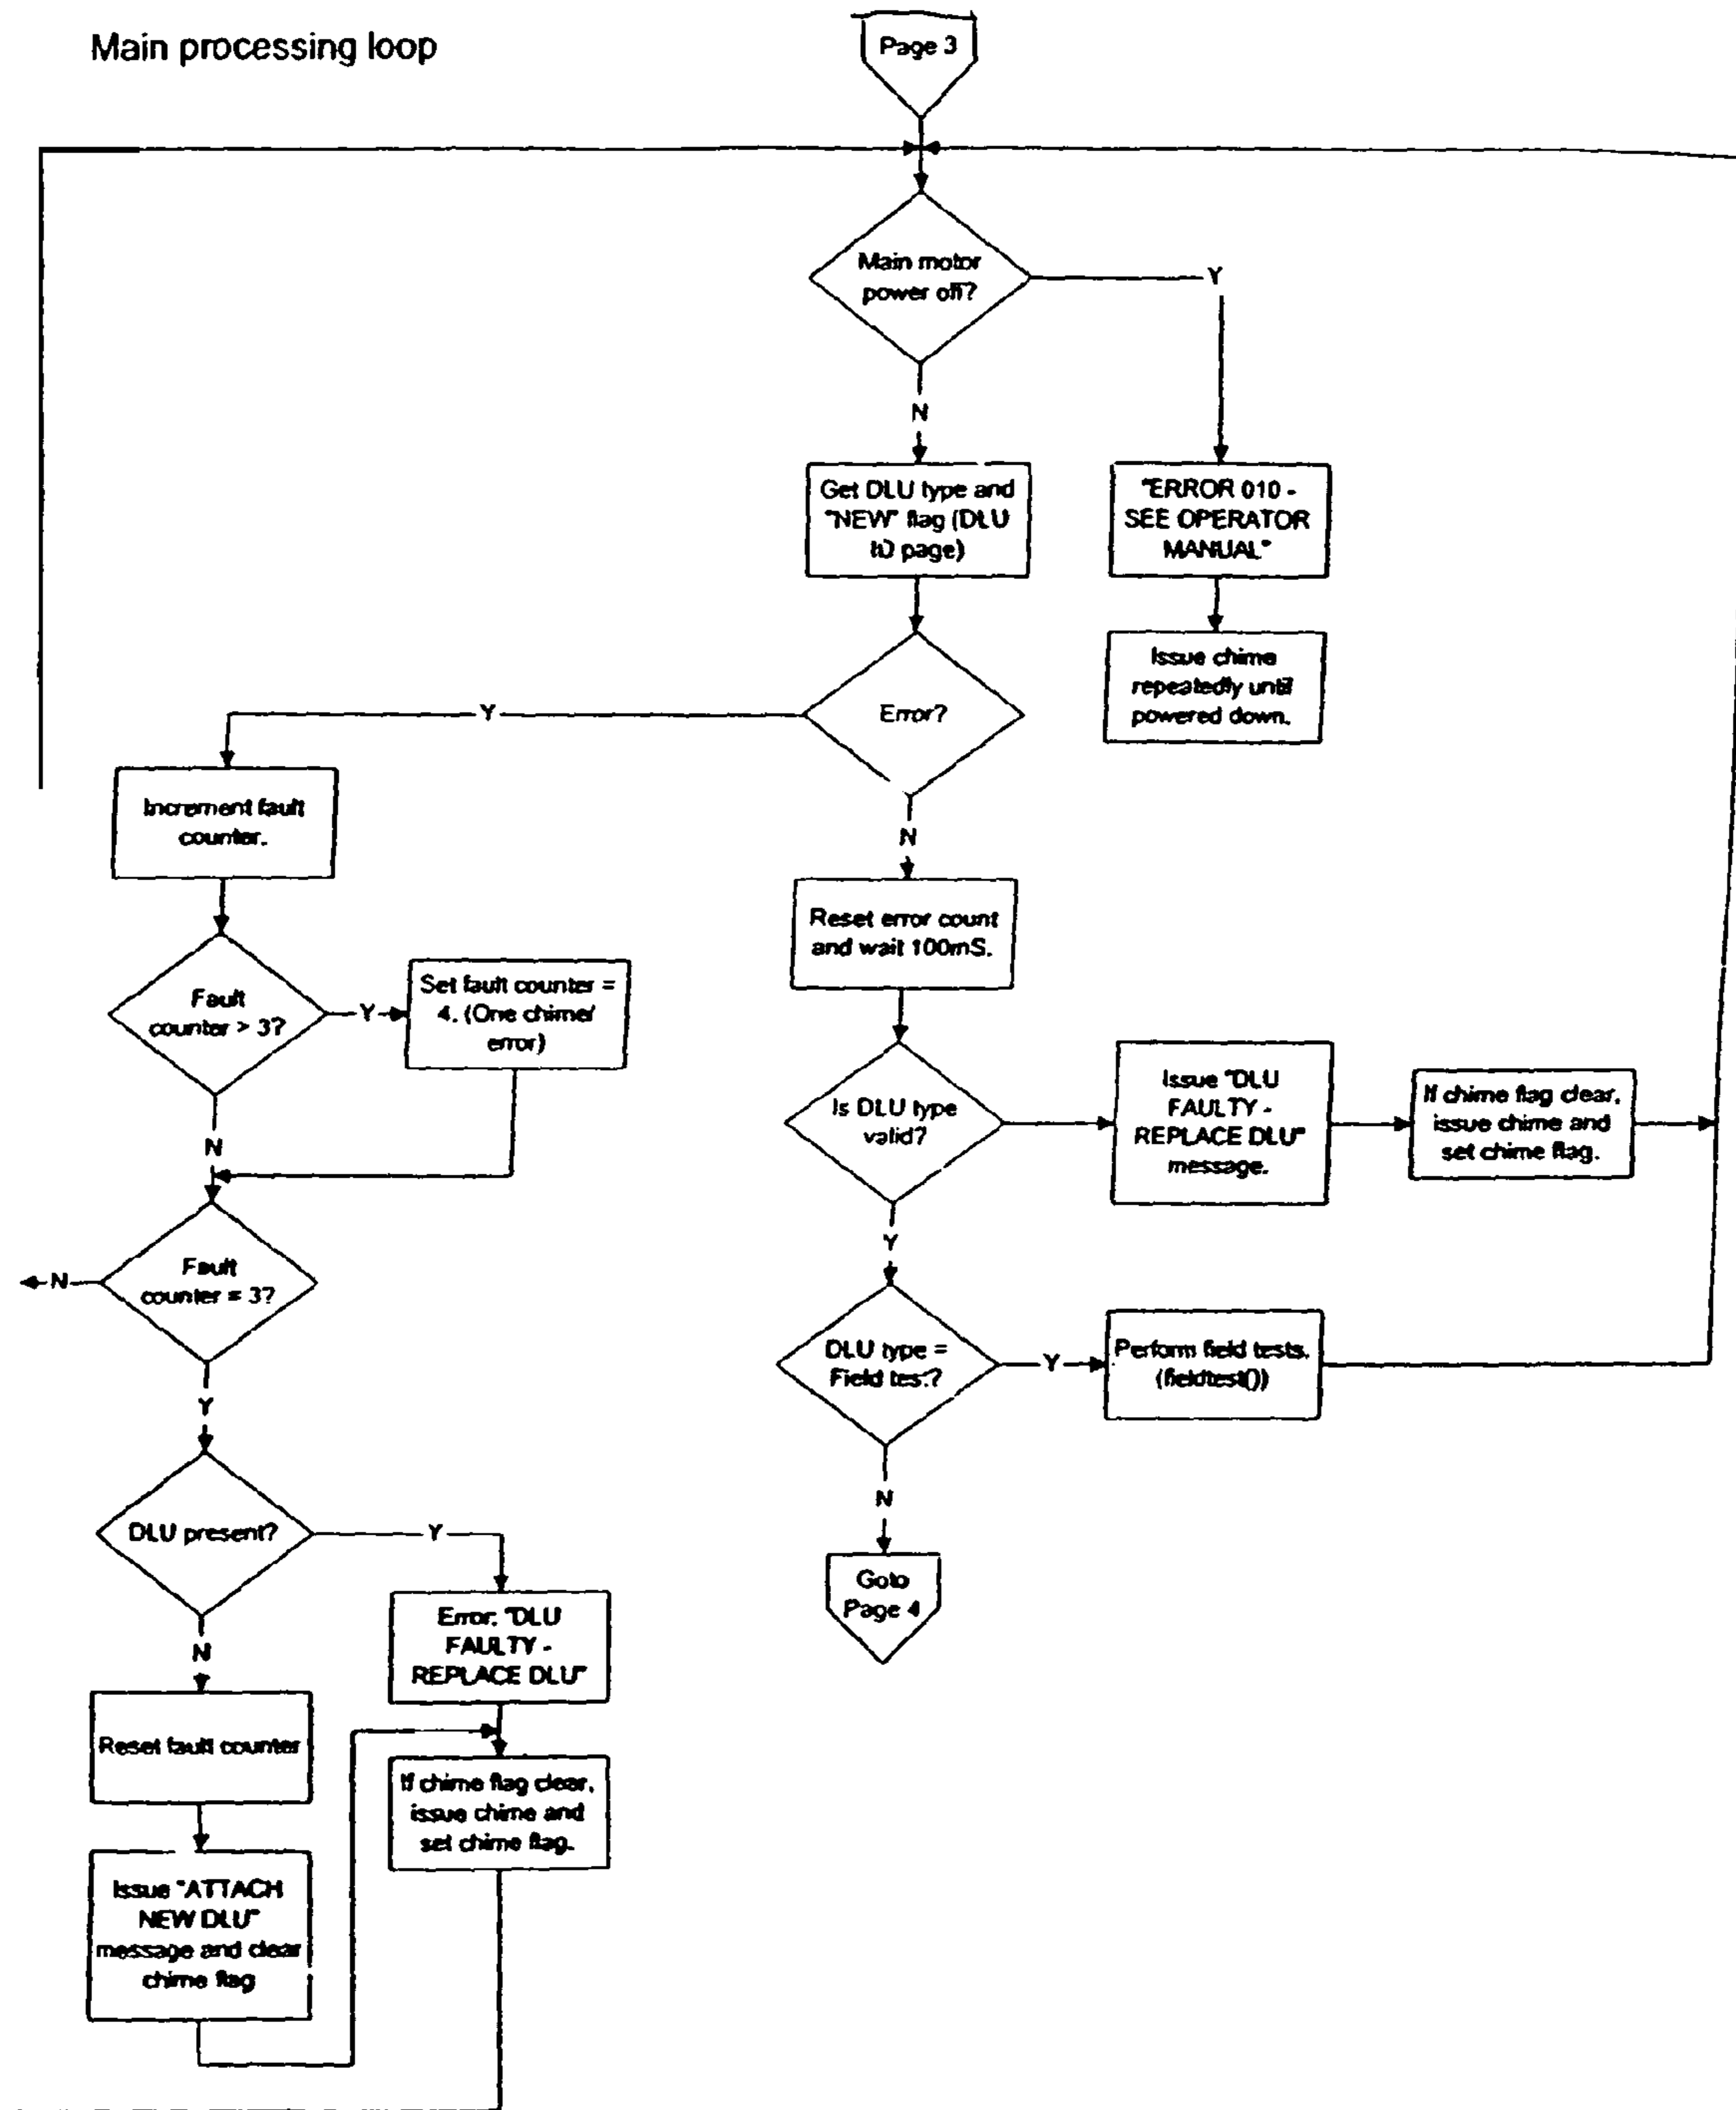 Main processing loop
Page 3
Main motor
power off?
Y
N
Get DLU type and
"NEW" flag (DLU
ID page)
"ERROR 010 -
SEE OPERATOR
MANUAL"
Issue chime
repeatedly until
powered down.
Error?
Y
N
Increment fault
counter.
Reset error count
and wait 100mS.
Fault
counter > 3?
Y
Set fault counter =
4. (One chime/
error)
N
Is DLU type
valid?
Issue "DLU
FAULTY -
REPLACE DLU"
message.
If chime flag clear,
issue chime and
set chime flag.
Y
Fault
counter = 3?
N
Y
DLU type =
Field test?
Y
Perform field tests.
(fieldtest())
N
Goto
Page 4
DLU present?
Y
N
Error: "DLU
FAULTY -
REPLACE DLU"
Reset fault counter
If chime flag clear,
issue chime and
set chime flag.
Issue "ATTACH
NEW DLU"
message and clear
chime flag